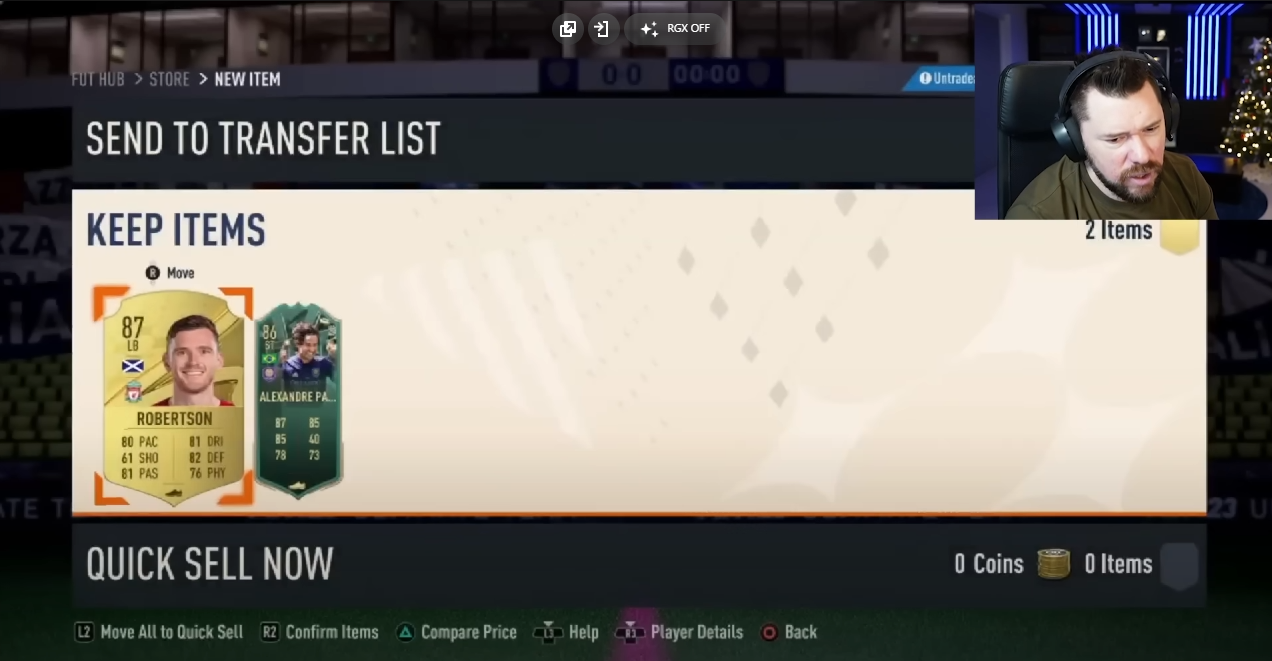 RGX OFF
FUT HUB > STORE > NEW ITEM
0 0 00:00
Untrade
SEND TO TRANSFER LIST
KEEP ITEMS
2 Items
R Move
87
LB
ROBERTSON
80 PAC 81 DRI
61 SHO 82 DEF
81 PAS 76 PHY
86
ST
ALEXANDRE PA...
87 85
85 40
78 73
QUICK SELL NOW
0 Coins 0 Items
L2 Move All to Quick Sell R2 Confirm Items Compare Price Help Player Details Back